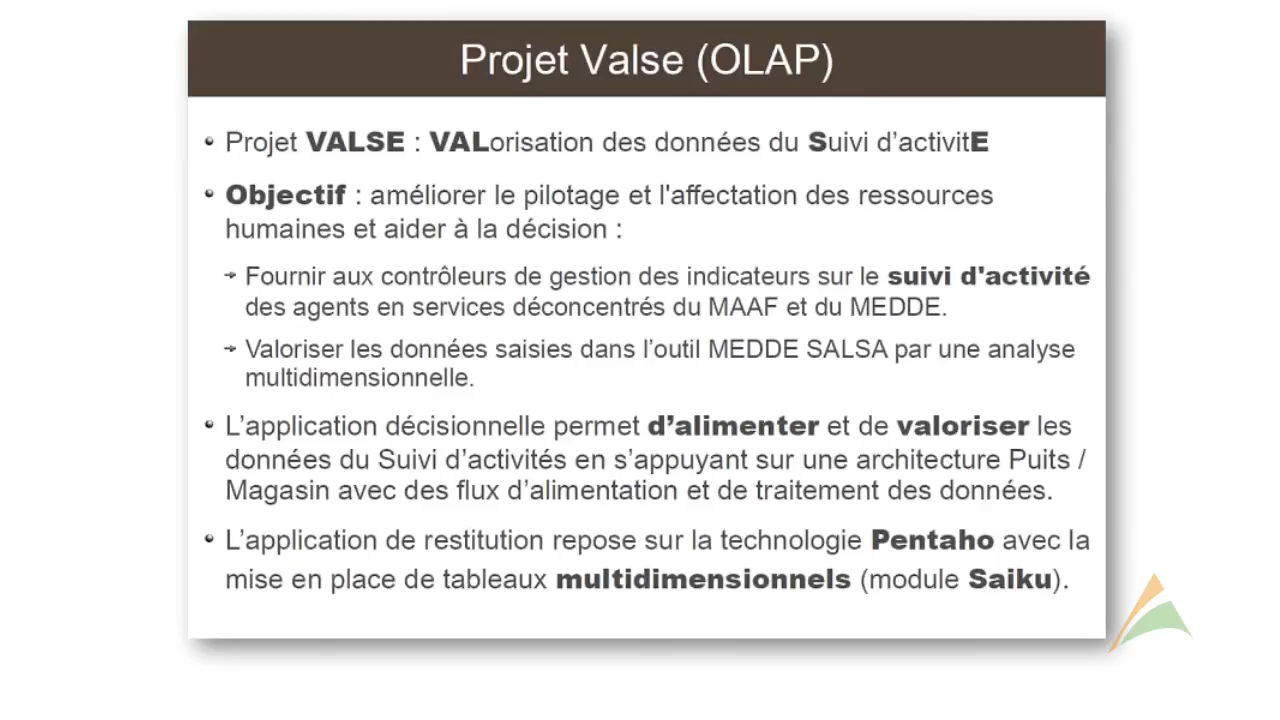 Projet Valse (OLAP)
Projet VALSE : VALorisation des données du Suivi d’activitE
Objectif : améliorer le pilotage et l'affectation des ressources
humaines et aider à la décision :
Fournir aux contrôleurs de gestion des indicateurs sur le suivi d'activité
des agents en services déconcentrés du MAAF et du MEDDE.
Valoriser les données saisies dans l’outil MEDDE SALSA par une analyse
multidimensionnelle.
L’application décisionnelle permet d’alimenter et de valoriser les
données du Suivi d’activités en s’appuyant sur une architecture Puits /
Magasin avec des flux d’alimentation et de traitement des données.
L’application de restitution repose sur la technologie Pentaho avec la
mise en place de tableaux multidimensionnels (module Saiku).